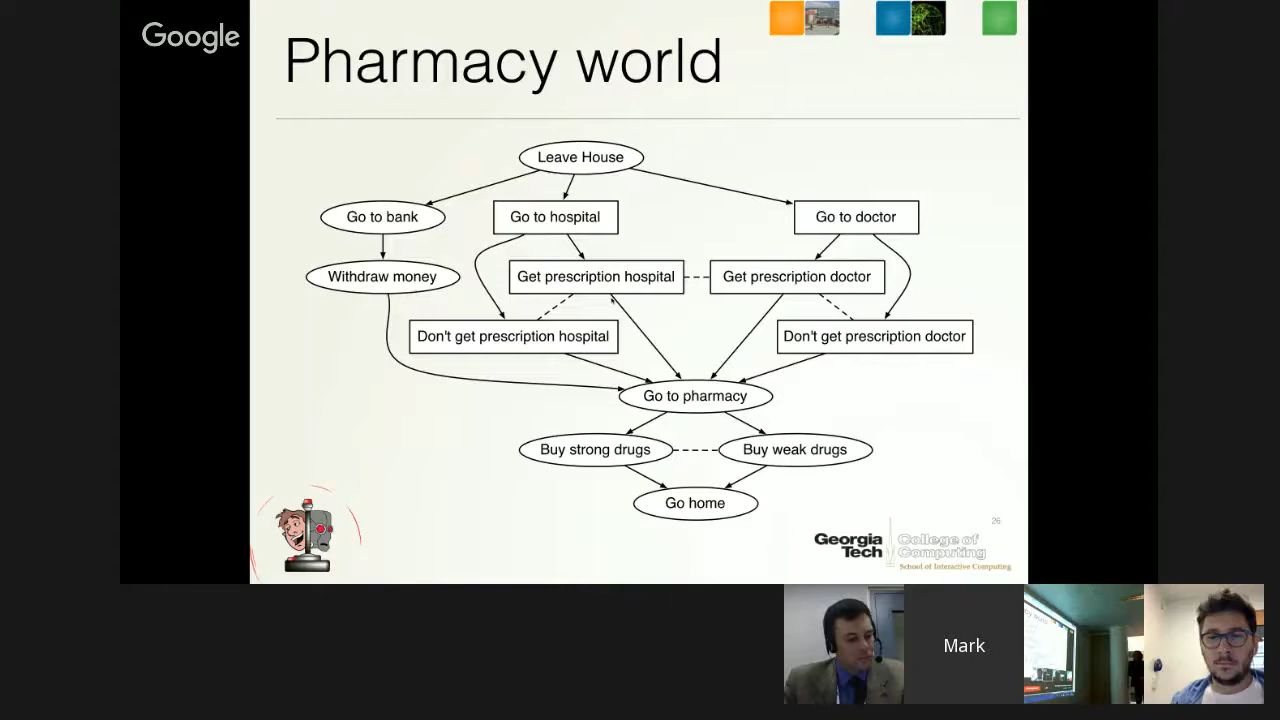 Google
Pharmacy world
Leave House
Go to bank
Go to hospital
Go to doctor
Withdraw money
Get prescription hospital
Get prescription doctor
Don't get prescription hospital
Don't get prescription doctor
Go to pharmacy
Buy strong drugs
Buy weak drugs
Go home
26
Georgia
Tech
College of
Computing
School of Interactive Computing
Mark